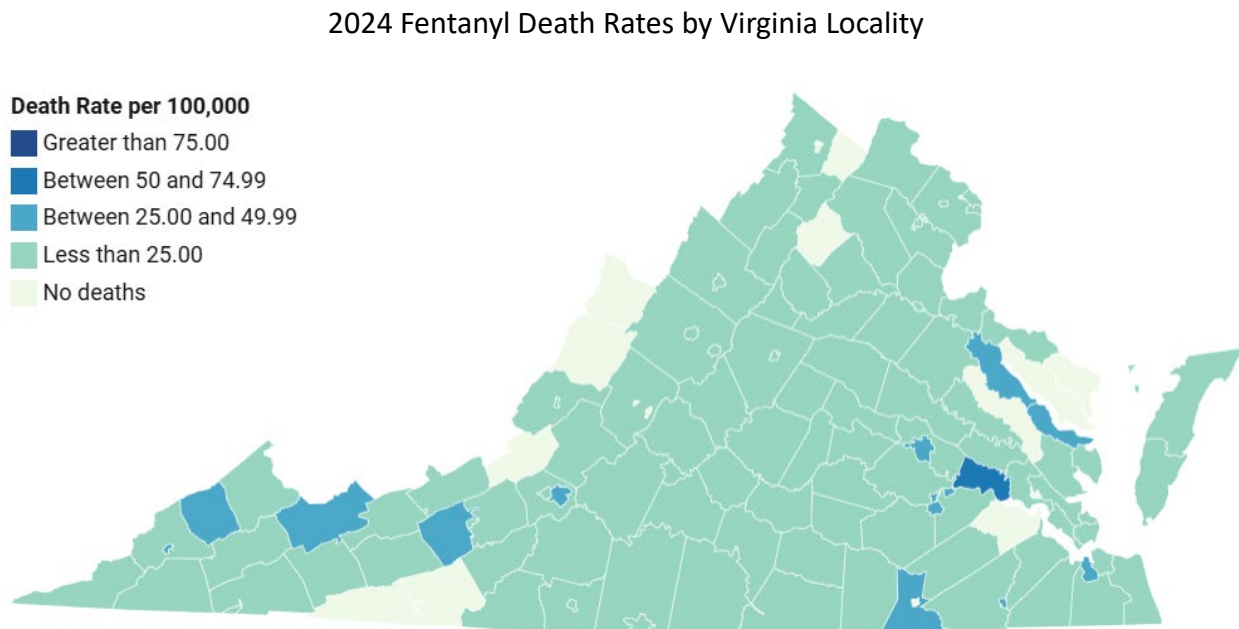 2024 Fentanyl Death Rates by Virginia Locality
Death Rate per 100,000
Greater than 75.00
Between 50 and 74.99
Between 25.00 and 49.99
Less than 25.00
No deaths